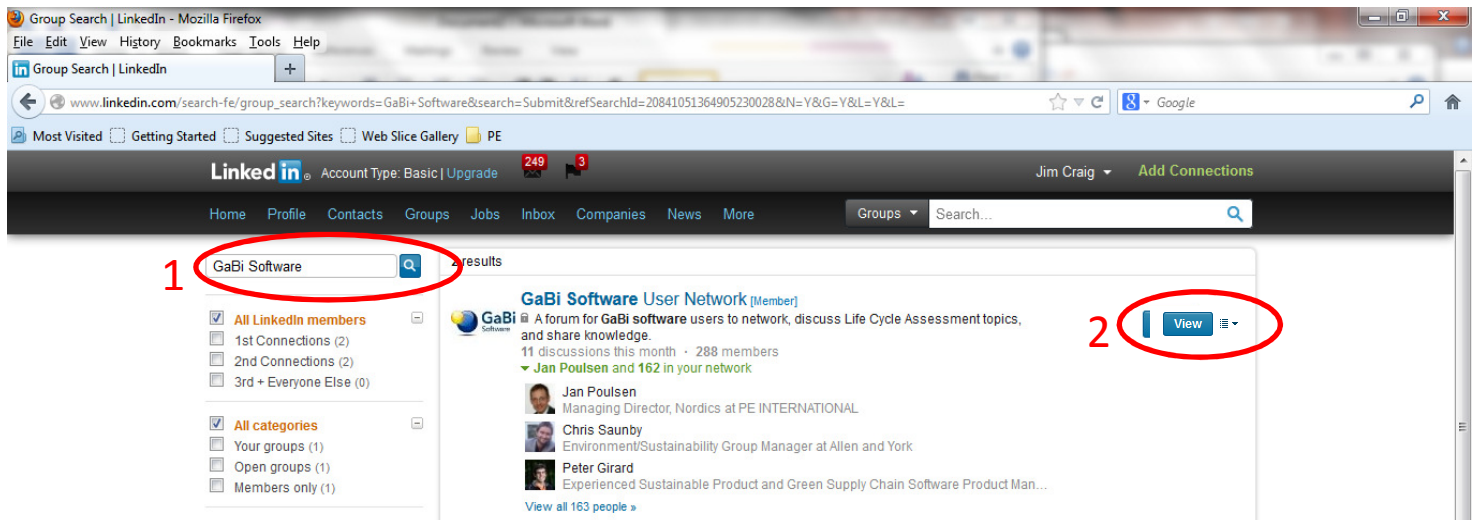 Group Search | LinkedIn - Mozilla Firefox
File Edit View History Bookmarks Tools Help
Group Search | LinkedIn
www.linkedin.com/search-fe/group_search?keywords=GaBi+Software&search=Submit&refSearchId=20841051364905230028&N=Y&G=Y&L=Y&L=
Google
Most Visited Getting Started Suggested Sites Web Slice Gallery PE
Linked in Account Type: Basic | Upgrade 249 3 Jim Craig Add Connections
Home Profile Contacts Groups Jobs Inbox Companies News More Groups Search...
1 GaBi Software
2 results
GaBi Software User Network [Member]
GaBi Software
A forum for GaBi software users to network, discuss Life Cycle Assessment topics,
and share knowledge.
11 discussions this month · 288 members
Jan Poulsen and 162 in your network
2 View
Jan Poulsen
Managing Director, Nordics at PE INTERNATIONAL
Chris Saunby
Environment/Sustainability Group Manager at Allen and York
Peter Girard
Experienced Sustainable Product and Green Supply Chain Software Product Man...
View all 163 people »
All LinkedIn members
1st Connections (2)
2nd Connections (2)
3rd + Everyone Else (0)
All categories
Your groups (1)
Open groups (1)
Members only (1)